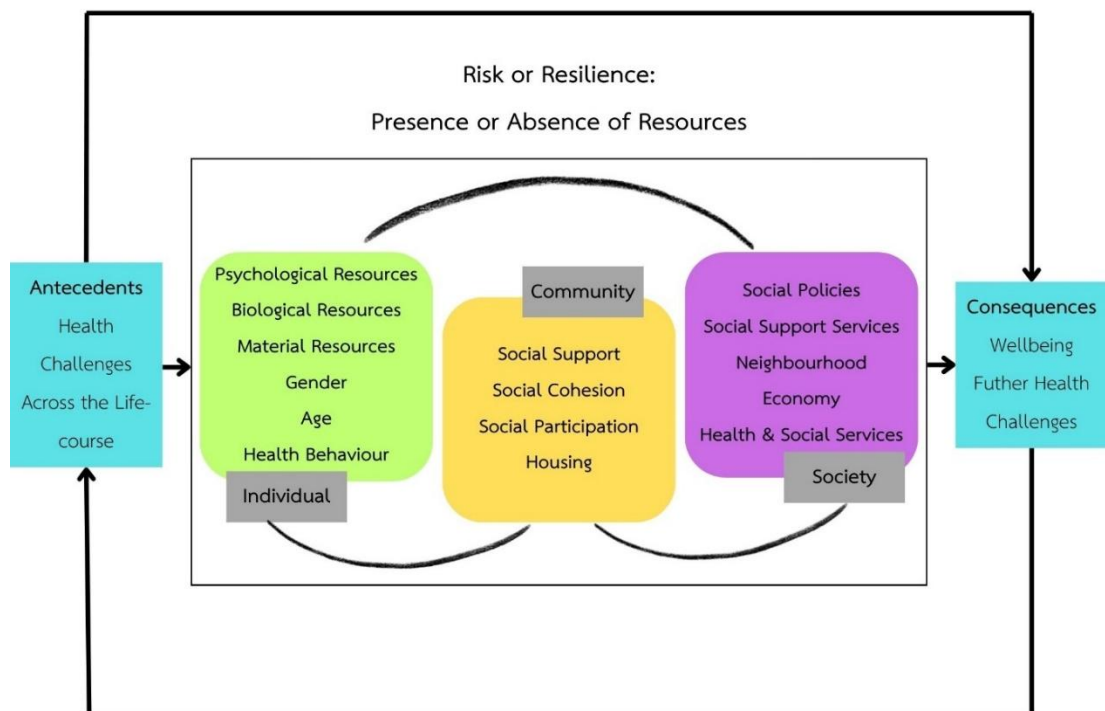 Risk or Resilience:
Presence or Absence of Resources
Antecedents
Health
Challenges
Across the Life-
course
Psychological Resources
Biological Resources
Material Resources
Gender
Age
Health Behaviour
Individual
Community
Social Support
Social Cohesion
Social Participation
Housing
Social Policies
Social Support Services
Neighbourhood
Economy
Health & Social Services
Society
Consequences
Wellbeing
Futher Health
Challenges